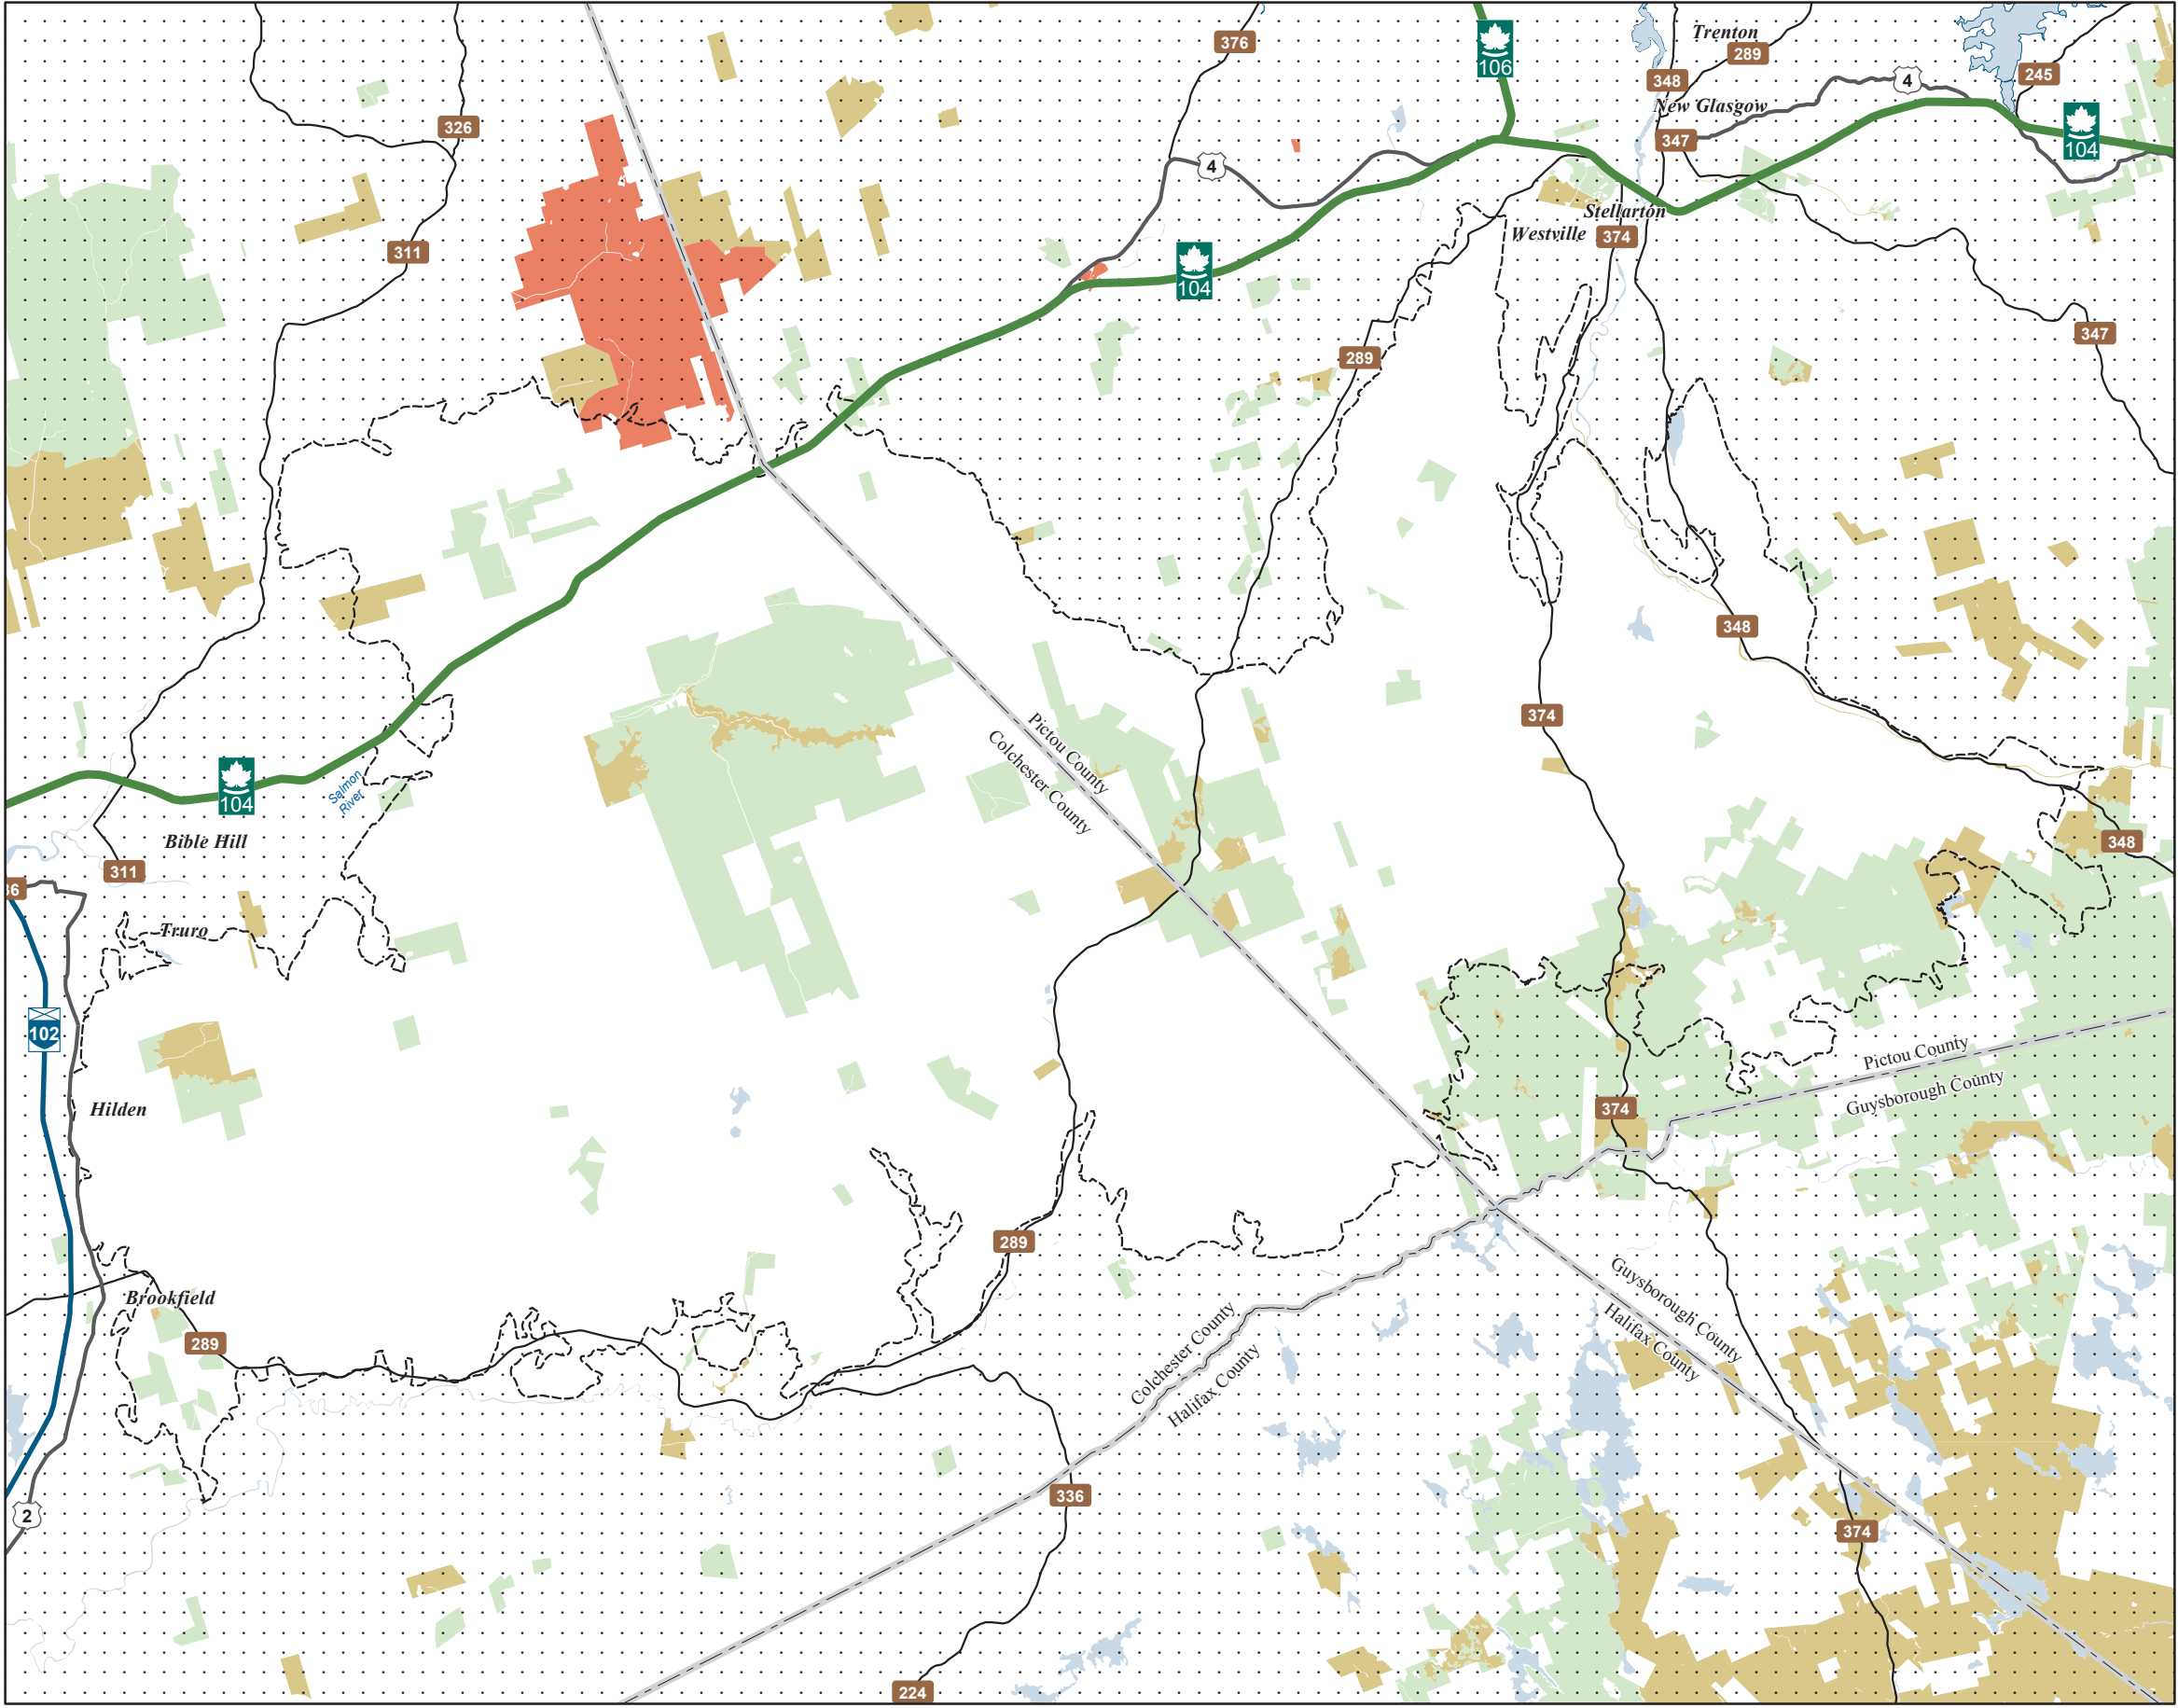 376
106
Trenton
289
348
245
4
New Glasgow
326
104
347
4
311
Stellarton
Westville
374
104
347
289
348
374
Pictou County
Colchester County
Salmon
River
104
Bible Hill
311
348
36
Truro
102
Pictou County
Guysborough County
Hilden
374
289
Guysborough County
Halifax County
Brookfield
Colchester County
Halifax County
289
336
2
374
224